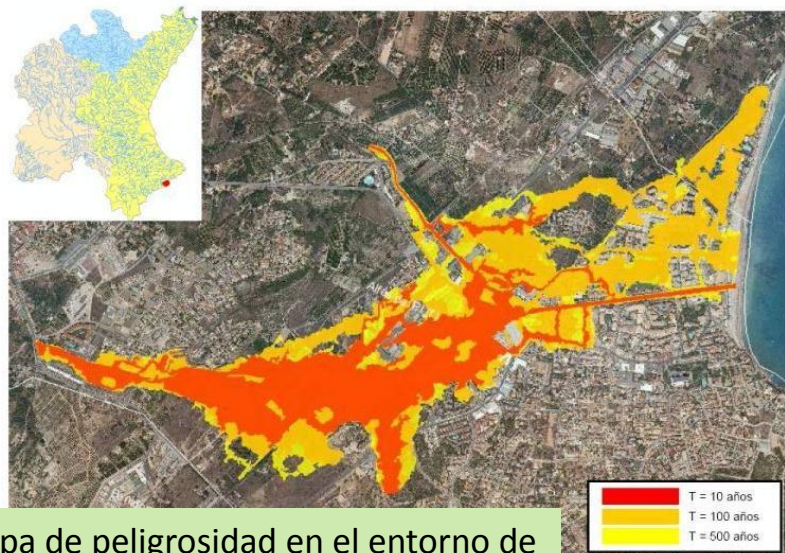 T = 10 años
T = 100 años
T = 500 años
pa de peligrosidad en el entorno de